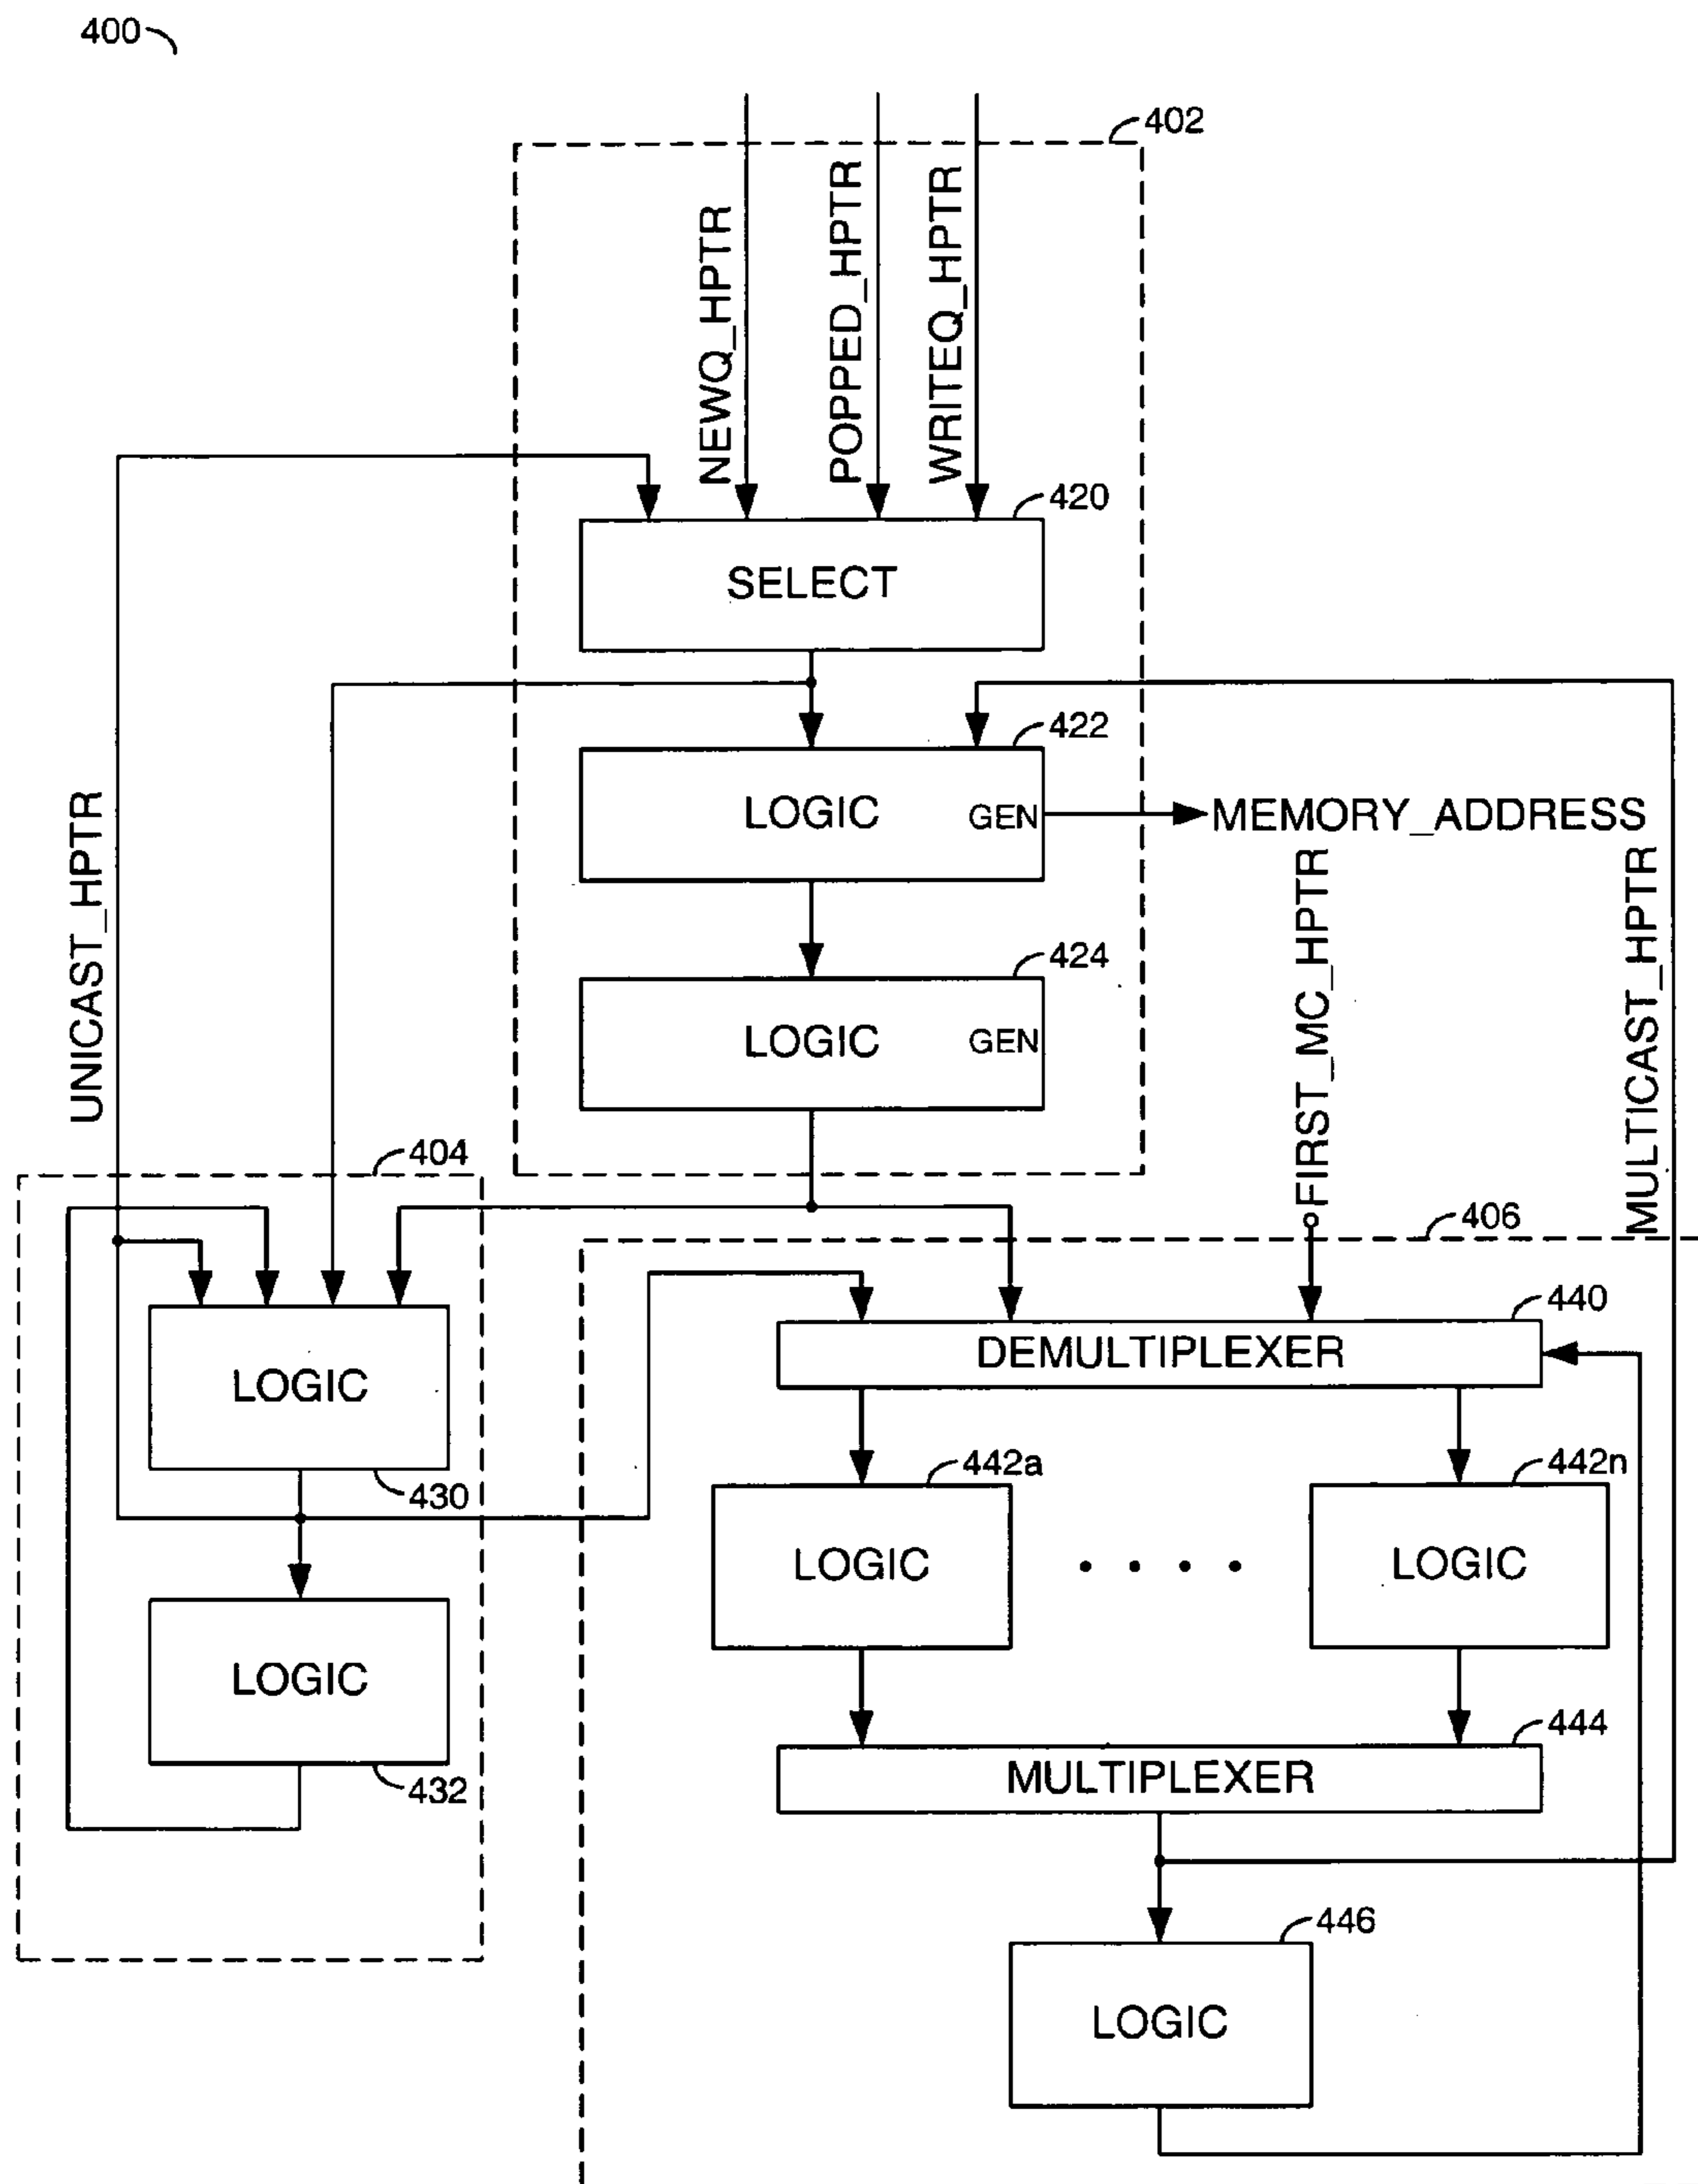 400
402
NEWQ_HPTR
POPPED_HPTR
WRITEQ_HPTR
420
SELECT
422
LOGIC GEN
MEMORY_ADDRESS
UNICAST_HPTR
424
LOGIC GEN
FIRST_MC_HPTR
MULTICAST_HPTR
404
406
440
DEMULTIPLEXER
LOGIC
430
442a
442n
LOGIC
LOGIC
LOGIC
432
444
MULTIPLEXER
446
LOGIC